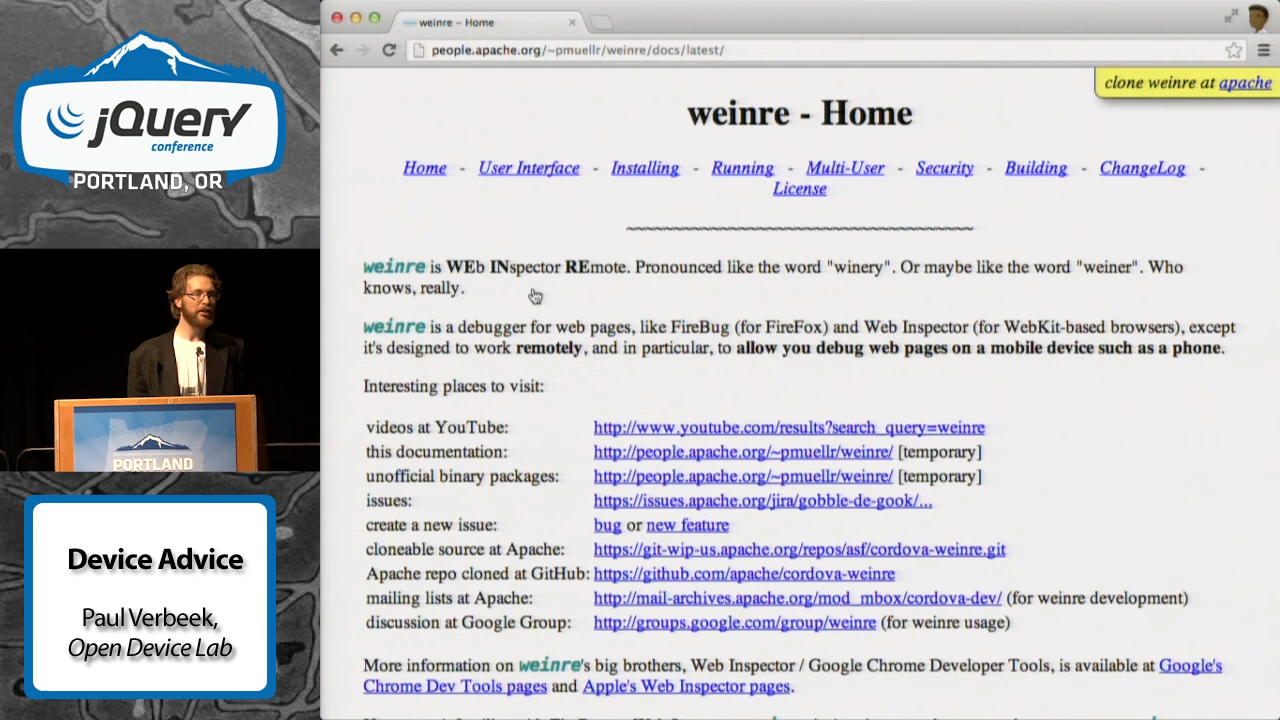 jQuery
conference
PORTLAND, OR
PORTLAND
Device Advice
Paul Verbeek,
Open Device Lab
weinre - Home
people.apache.org/~pmuellr/weinre/docs/latest/
clone weinre at apache
weinre - Home
Home - User Interface - Installing - Running - Multi-User - Security - Building - ChangeLog -
License
~~~~~~~~~~~~~~~~~~~~~~~~~~~~~~~~~
weinre is WEb INspector REmote. Pronounced like the word "winery". Or maybe like the word "weiner". Who
knows, really.
weinre is a debugger for web pages, like FireBug (for FireFox) and Web Inspector (for WebKit-based browsers), except
it's designed to work remotely, and in particular, to allow you debug web pages on a mobile device such as a phone.
Interesting places to visit:
videos at YouTube: http://www.youtube.com/results?search_query=weinre
this documentation: http://people.apache.org/~pmuellr/weinre/ [temporary]
unofficial binary packages: http://people.apache.org/~pmuellr/weinre/ [temporary]
issues: https://issues.apache.org/jira/gobble-de-gook/...
create a new issue: bug or new feature
cloneable source at Apache: https://git-wip-us.apache.org/repos/asf/cordova-weinre.git
Apache repo cloned at GitHub: https://github.com/apache/cordova-weinre
mailing lists at Apache: http://mail-archives.apache.org/mod_mbox/cordova-dev/ (for weinre development)
discussion at Google Group: http://groups.google.com/group/weinre (for weinre usage)
More information on weinre's big brothers, Web Inspector / Google Chrome Developer Tools, is available at Google's
Chrome Dev Tools pages and Apple's Web Inspector pages.